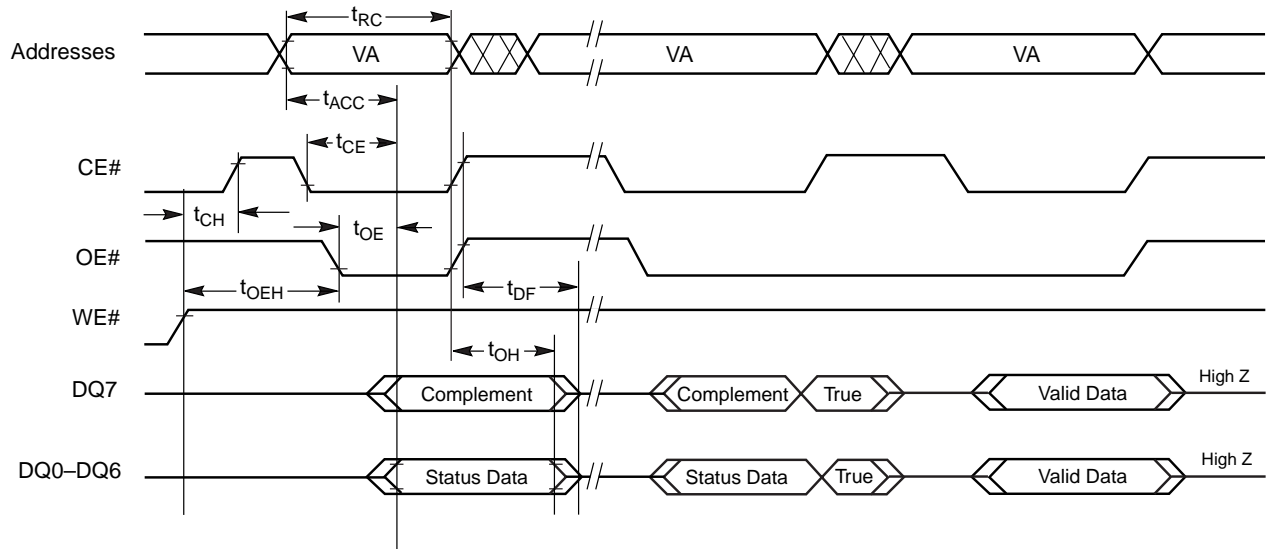 tRC
Addresses VA VA VA
tACC
tCE
CE#
tCH
tOE
OE#
tOEH
tDF
WE#
tOH
DQ7 Complement Complement True Valid Data High Z
DQ0–DQ6 Status Data Status Data True Valid Data High Z